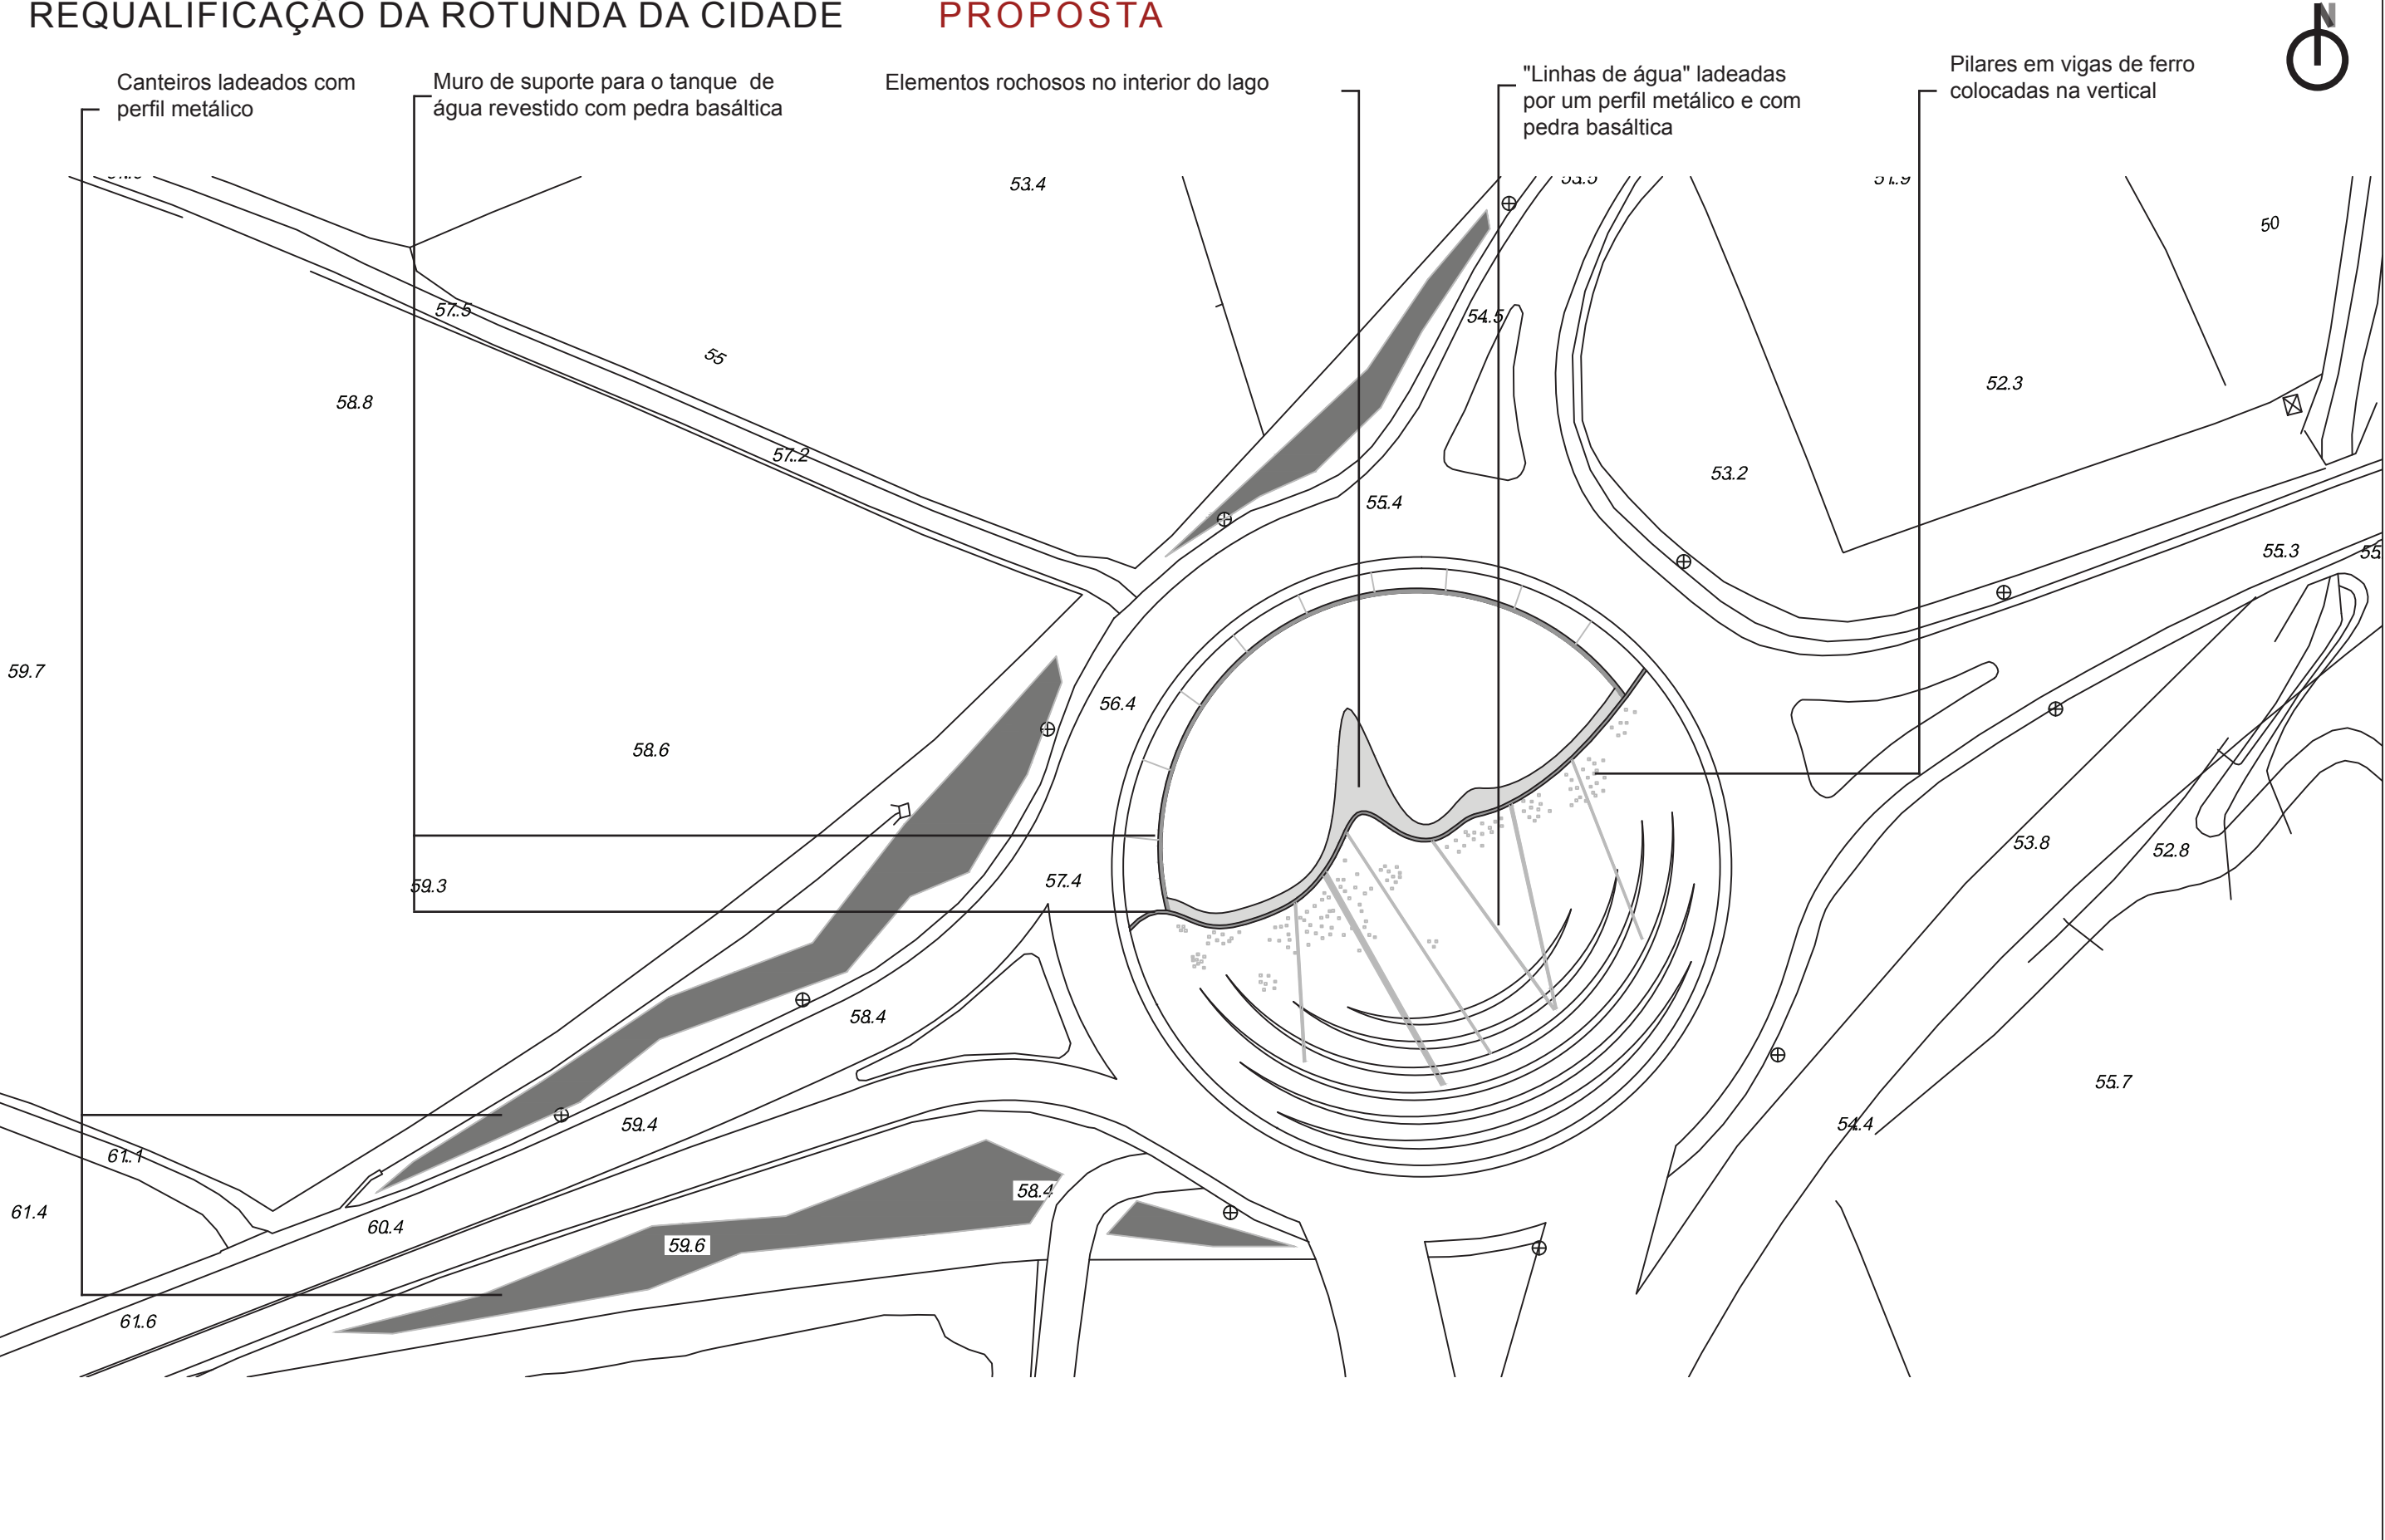 REQUALIFICAÇÃO DA ROTUNDA DA CIDADE PROPOSTA
N
Canteiros ladeados com
perfil metálico
Muro de suporte para o tanque de
água revestido com pedra basáltica
Elementos rochosos no interior do lago
"Linhas de água" ladeadas
por um perfil metálico e com
pedra basáltica
Pilares em vigas de ferro
colocadas na vertical
53.4
53.5
51.9
50
57.5
54.5
55
58.8
52.3
57.2
53.2
55.4
55.3
59.7
56.4
58.6
53.8
52.8
59.3
57.4
58.4
55.7
59.4
54.4
61.1
58.4
61.4
60.4
59.6
61.6